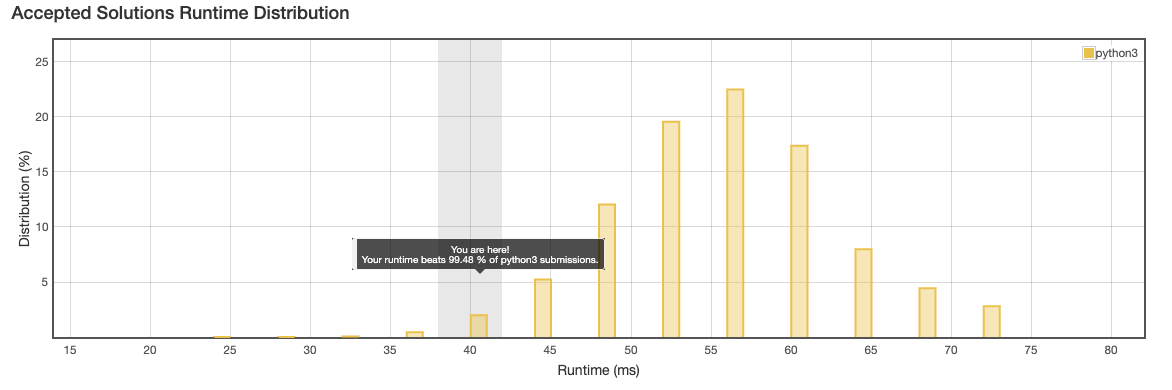 Accepted Solutions Runtime Distribution
python3
25
20
15
10
5
Distribution (%)
You are here!
Your runtime beats 99.48 % of python3 submissions.
15 20 25 30 35 40 45 50 55 60 65 70 75 80
Runtime (ms)